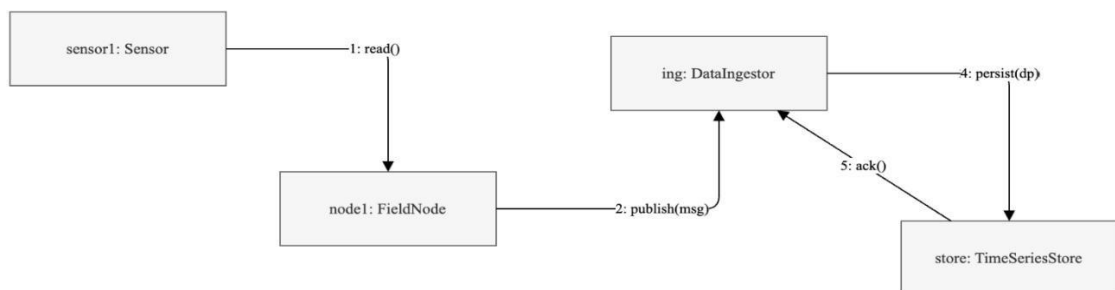 sensor1: Sensor
1: read()
ing: DataIngestor
4: persist(dp)
5: ack()
node1: FieldNode
2: publish(msg)
store: TimeSeriesStore